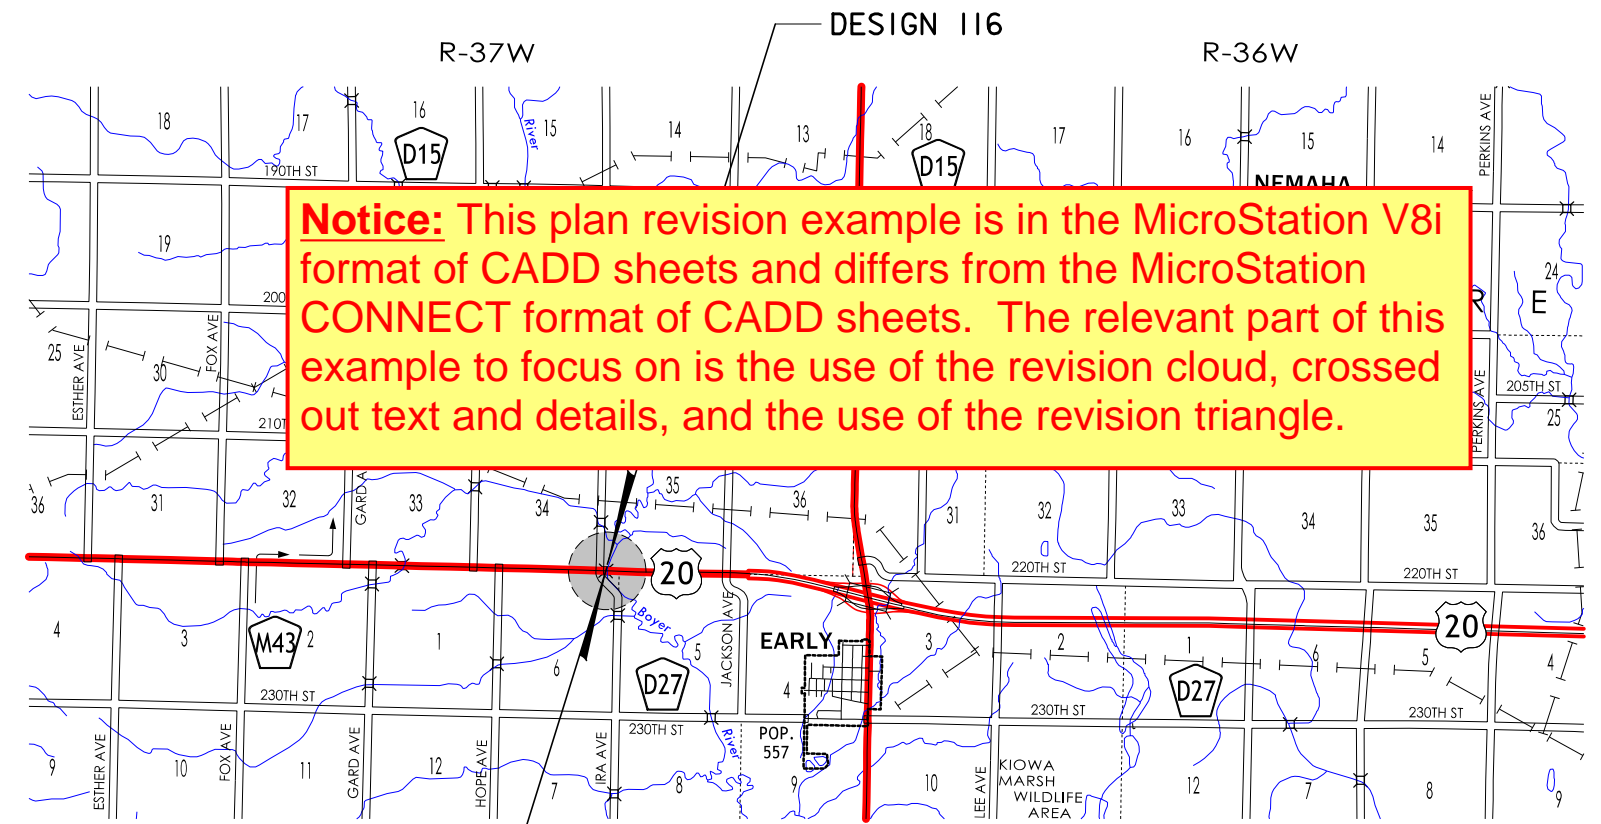 DESIGN 116
R-37W
R-36W
18
17
16
15
14
13
18
17
16
15
14
PERKINS AVE
River
D15
D15
190TH ST
NEMAHA
Notice: This plan revision example is in the MicroStation V8i
format of CADD sheets and differs from the MicroStation
CONNECT format of CADD sheets.  The relevant part of this
example to focus on is the use of the revision cloud, crossed
out text and details, and the use of the revision triangle.
19
24
200
R E
25
30
ESTHER AVE
FOX AVE
205TH ST
PERKINS AVE
25
210T
36
31
32
GARD A
33
34
35
36
31
32
33
34
35
36
20
220TH ST
220TH ST
4
3
M43
2
1
6
Boyer
5
JACKSON AVE
EARLY
3
2
1
6
20
5
4
D27
4
D27
230TH ST
230TH ST
230TH ST
230TH ST
POP.
557
River
9
ESTHER AVE
10
FOX AVE
11
GARD AVE
12
HOPE AVE
7
IRA AVE
8
9
10
LEE AVE
KIOWA
MARSH
WILDLIFE
AREA
12
7
8
9